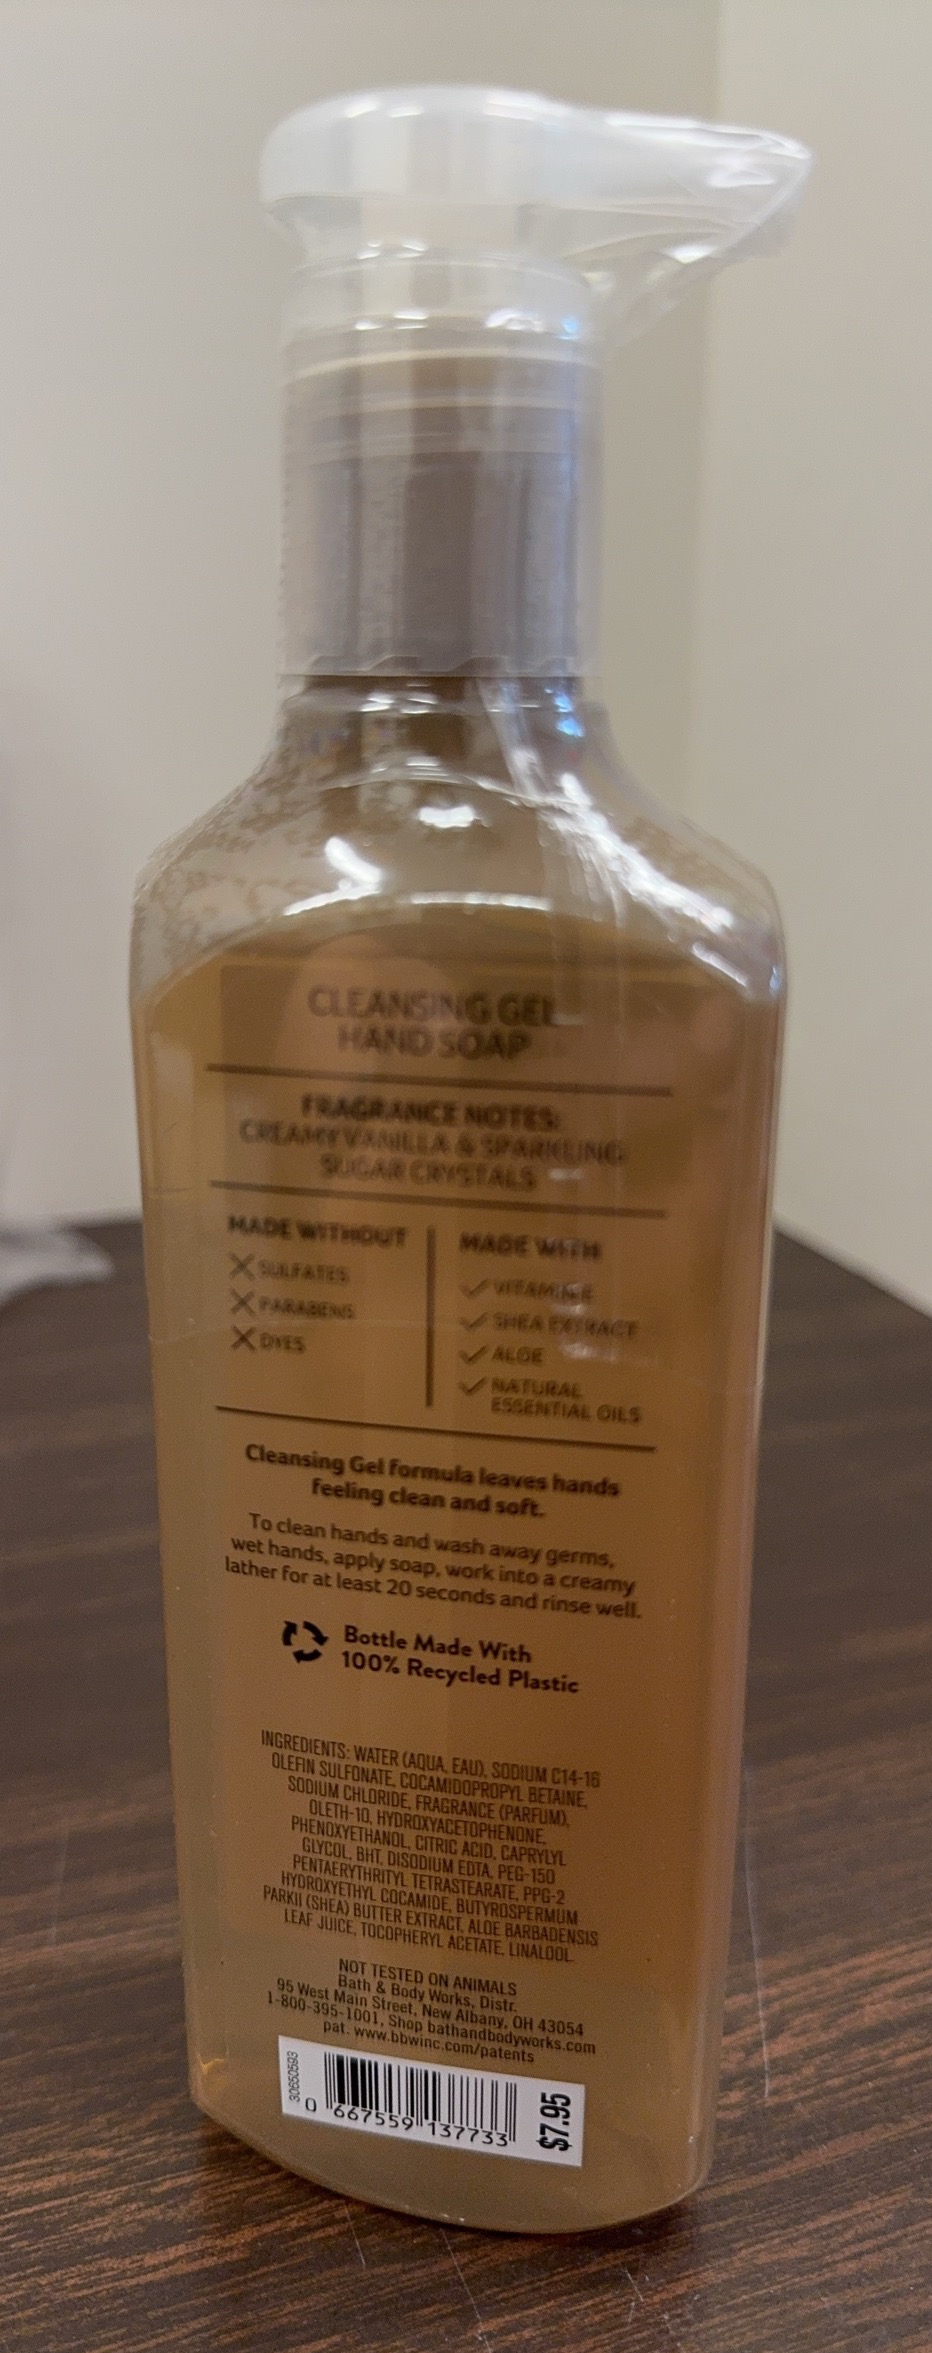 CLEANSING GEL
HAND SOAP
FRAGRANCE NOTES:
CREAMY VANILLA & SPARKLING
SUGAR CRYSTALS
MADE WITHOUT
SULFATES
PARABENS
DYES
MADE WITH
VITAMIN E
SHEA EXTRACT
ALOE
NATURAL
ESSENTIAL OILS
Cleansing Gel formula leaves hands
feeling clean and soft.
To clean hands and wash away germs,
wet hands, apply soap, work into a creamy
lather for at least 20 seconds and rinse well.
Bottle Made With
100% Recycled Plastic
INGREDIENTS: WATER (AQUA, EAU), SODIUM C14-16
OLEFIN SULFONATE, COCAMIDOPROPYL BETAINE,
SODIUM CHLORIDE, FRAGRANCE (PARFUM),
OLETH-10, HYDROXYACETOPHENONE,
PHENOXYETHANOL, CITRIC ACID, CAPRYLYL
GLYCOL, BHT, DISODIUM EDTA, PEG-150
PENTAERYTHRITYL TETRASTEARATE, PPG-2
HYDROXYETHYL COCAMIDE, BUTYROSPERMUM
PARKII (SHEA) BUTTER EXTRACT, ALOE BARBADENSIS
LEAF JUICE, TOCOPHERYL ACETATE, LINALOOL
NOT TESTED ON ANIMALS
Bath & Body Works, Distr.
95 West Main Street, New Albany, OH 43054
1-800-395-1001, Shop bathandbodyworks.com
pat. www.bbwinc.com/patents
30650593
0 667559 137733
$7.95